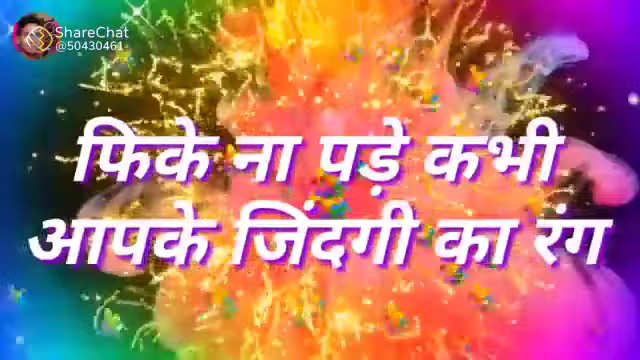 ShareChat
@50430461
फिके ना पड़े कभी
आपके जिंदगी का रंग